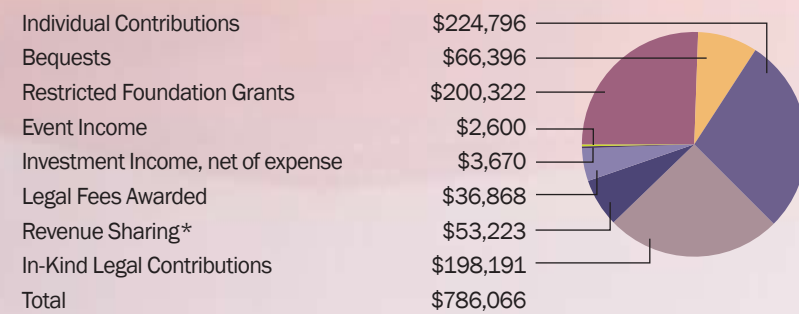 Individual Contributions $224,796
Bequests $66,396
Restricted Foundation Grants $200,322
Event Income $2,600
Investment Income, net of expense $3,670
Legal Fees Awarded $36,868
Revenue Sharing* $53,223
In-Kind Legal Contributions $198,191
Total $786,066